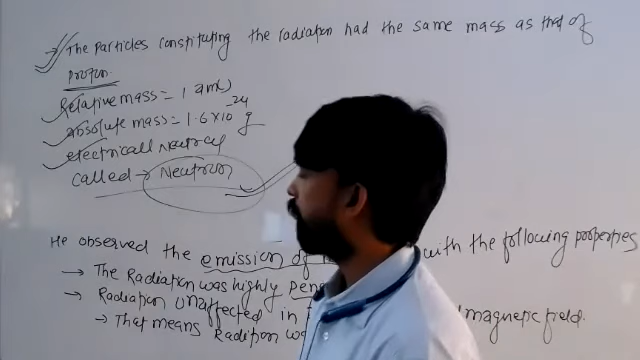 → The Particles constituting the radiation had the same mass as that of
Proton.
Relative mass = 1 amu
absolute mass = 1.6×10⁻²⁴ g
electricall Neutral
called → Neutron
He observed the emission of with the following properties
→ The Radiation was highly
→ Radiation Unaffected in magnetic field.
→ That means Radiation was